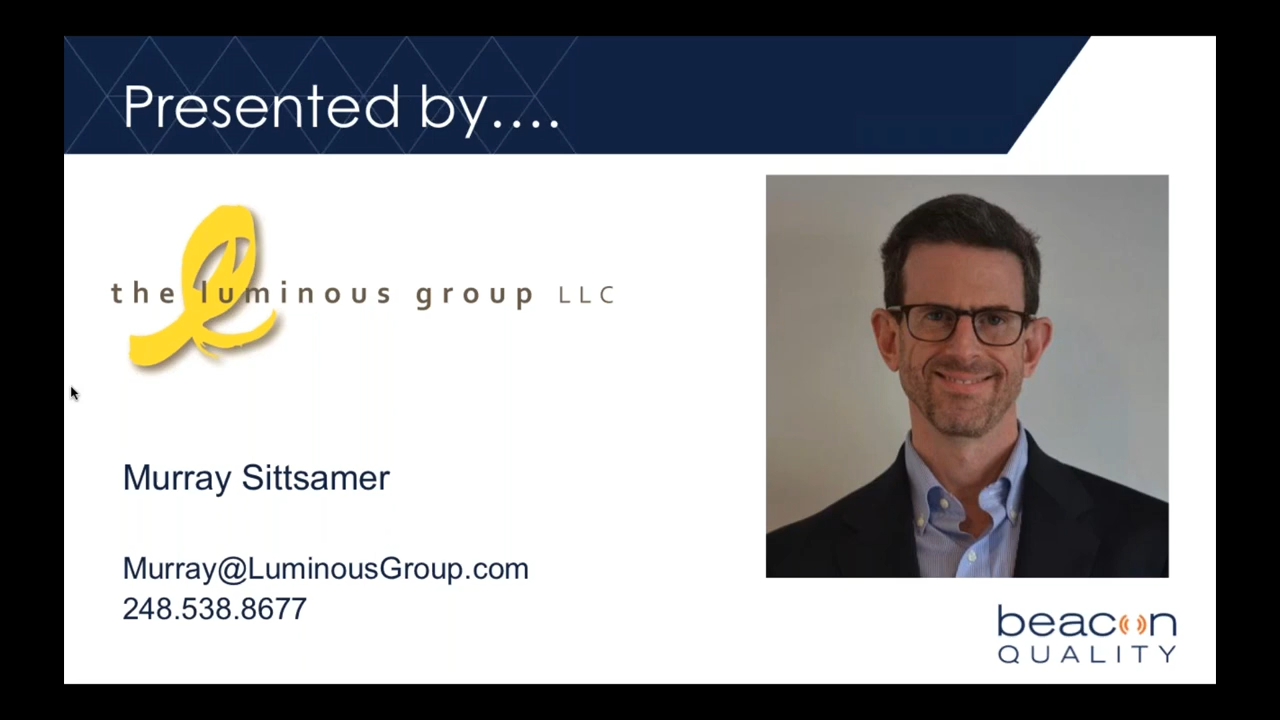 Presented by....
the luminous group LLC
Murray Sittsamer
Murray@LuminousGroup.com
248.538.8677
beacon
QUALITY